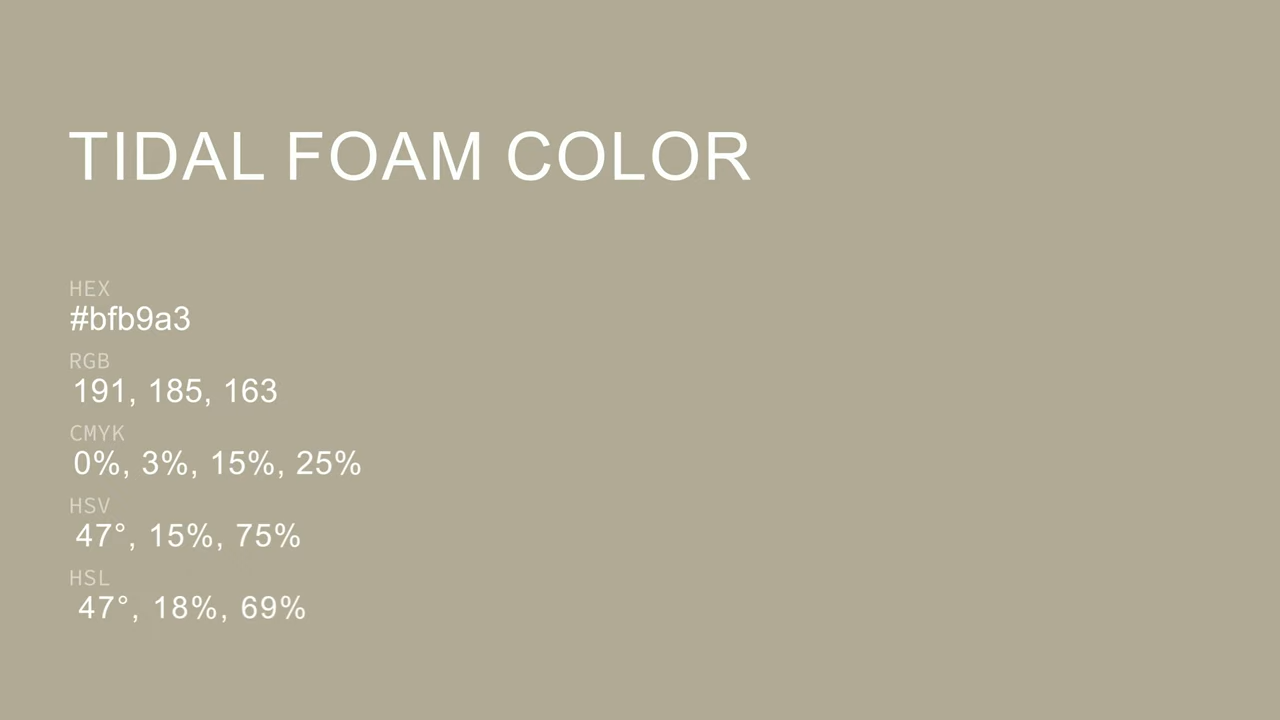 TIDAL FOAM COLOR
HEX
#bfb9a3
RGB
191, 185, 163
CMYK
0%, 3%, 15%, 25%
HSV
47°, 15%, 75%
HSL
47°, 18%, 69%